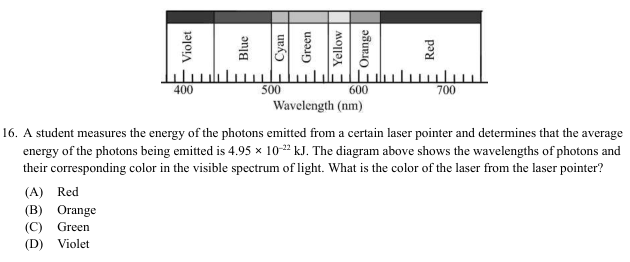 Violet
Blue
Cyan
Green
Yellow
Orange
Red
400 500 600 700
Wavelength (nm)
16. A student measures the energy of the photons emitted from a certain laser pointer and determines that the average
energy of the photons being emitted is 4.95 × 10⁻²² kJ. The diagram above shows the wavelengths of photons and
their corresponding color in the visible spectrum of light. What is the color of the laser from the laser pointer?
(A) Red
(B) Orange
(C) Green
(D) Violet